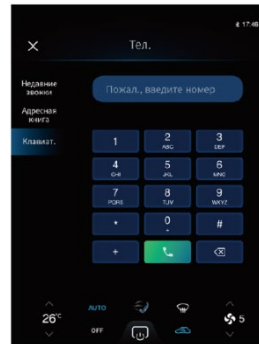 17:46
Тел.
Недавние
звонки
Адресная
книга
Клавиат.
Пожал., введите номер
1
2
ABC
3
DEF
4
GHI
5
JKL
6
MNO
7
PQRS
8
TUV
9
WXYZ
*
0
#
+
AUTO
26°C
OFF
5